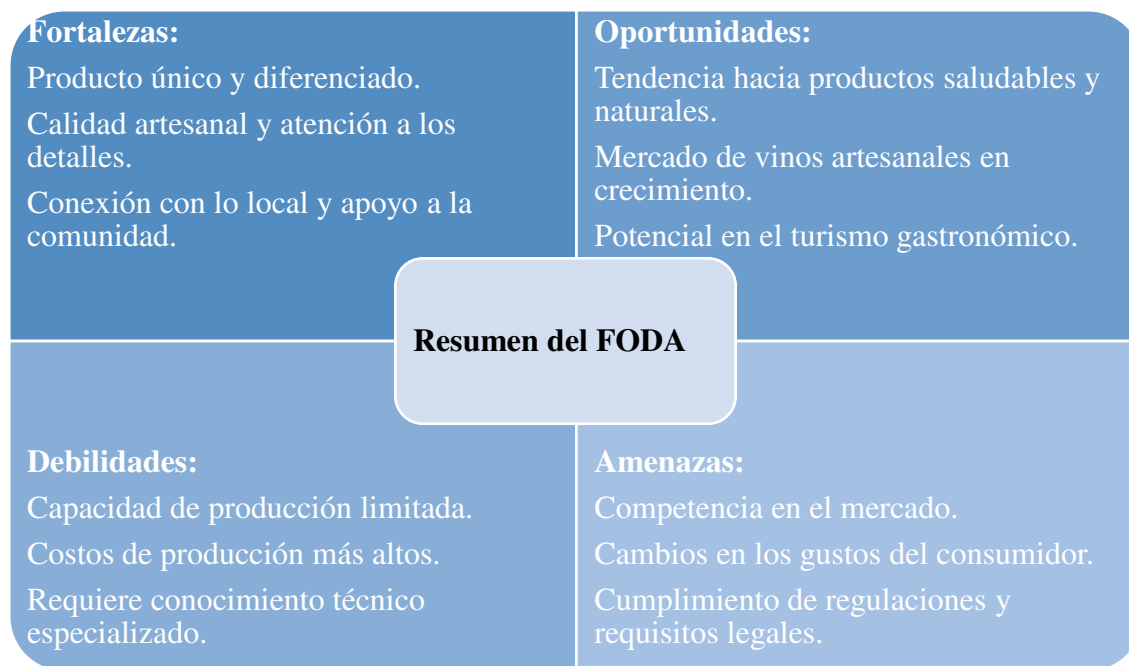 Fortalezas:
Producto único y diferenciado.
Calidad artesanal y atención a los
detalles.
Conexión con lo local y apoyo a la
comunidad.
Oportunidades:
Tendencia hacia productos saludables y
naturales.
Mercado de vinos artesanales en
crecimiento.
Potencial en el turismo gastronómico.
Resumen del FODA
Debilidades:
Capacidad de producción limitada.
Costos de producción más altos.
Requiere conocimiento técnico
especializado.
Amenazas:
Competencia en el mercado.
Cambios en los gustos del consumidor.
Cumplimiento de regulaciones y
requisitos legales.